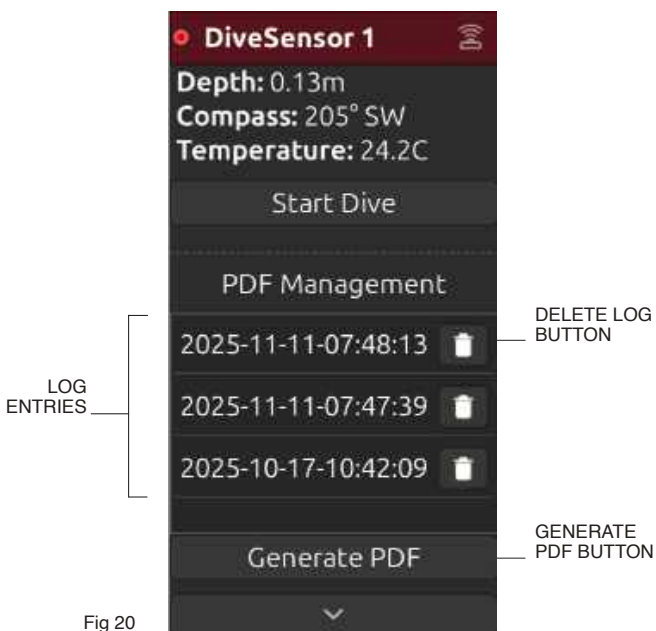 DiveSensor 1
Depth: 0.13m
Compass: 205° SW
Temperature: 24.2C
Start Dive
PDF Management
LOG
ENTRIES
2025-11-11-07:48:13
2025-11-11-07:47:39
2025-10-17-10:42:09
DELETE LOG
BUTTON
Generate PDF
GENERATE
PDF BUTTON
Fig 20